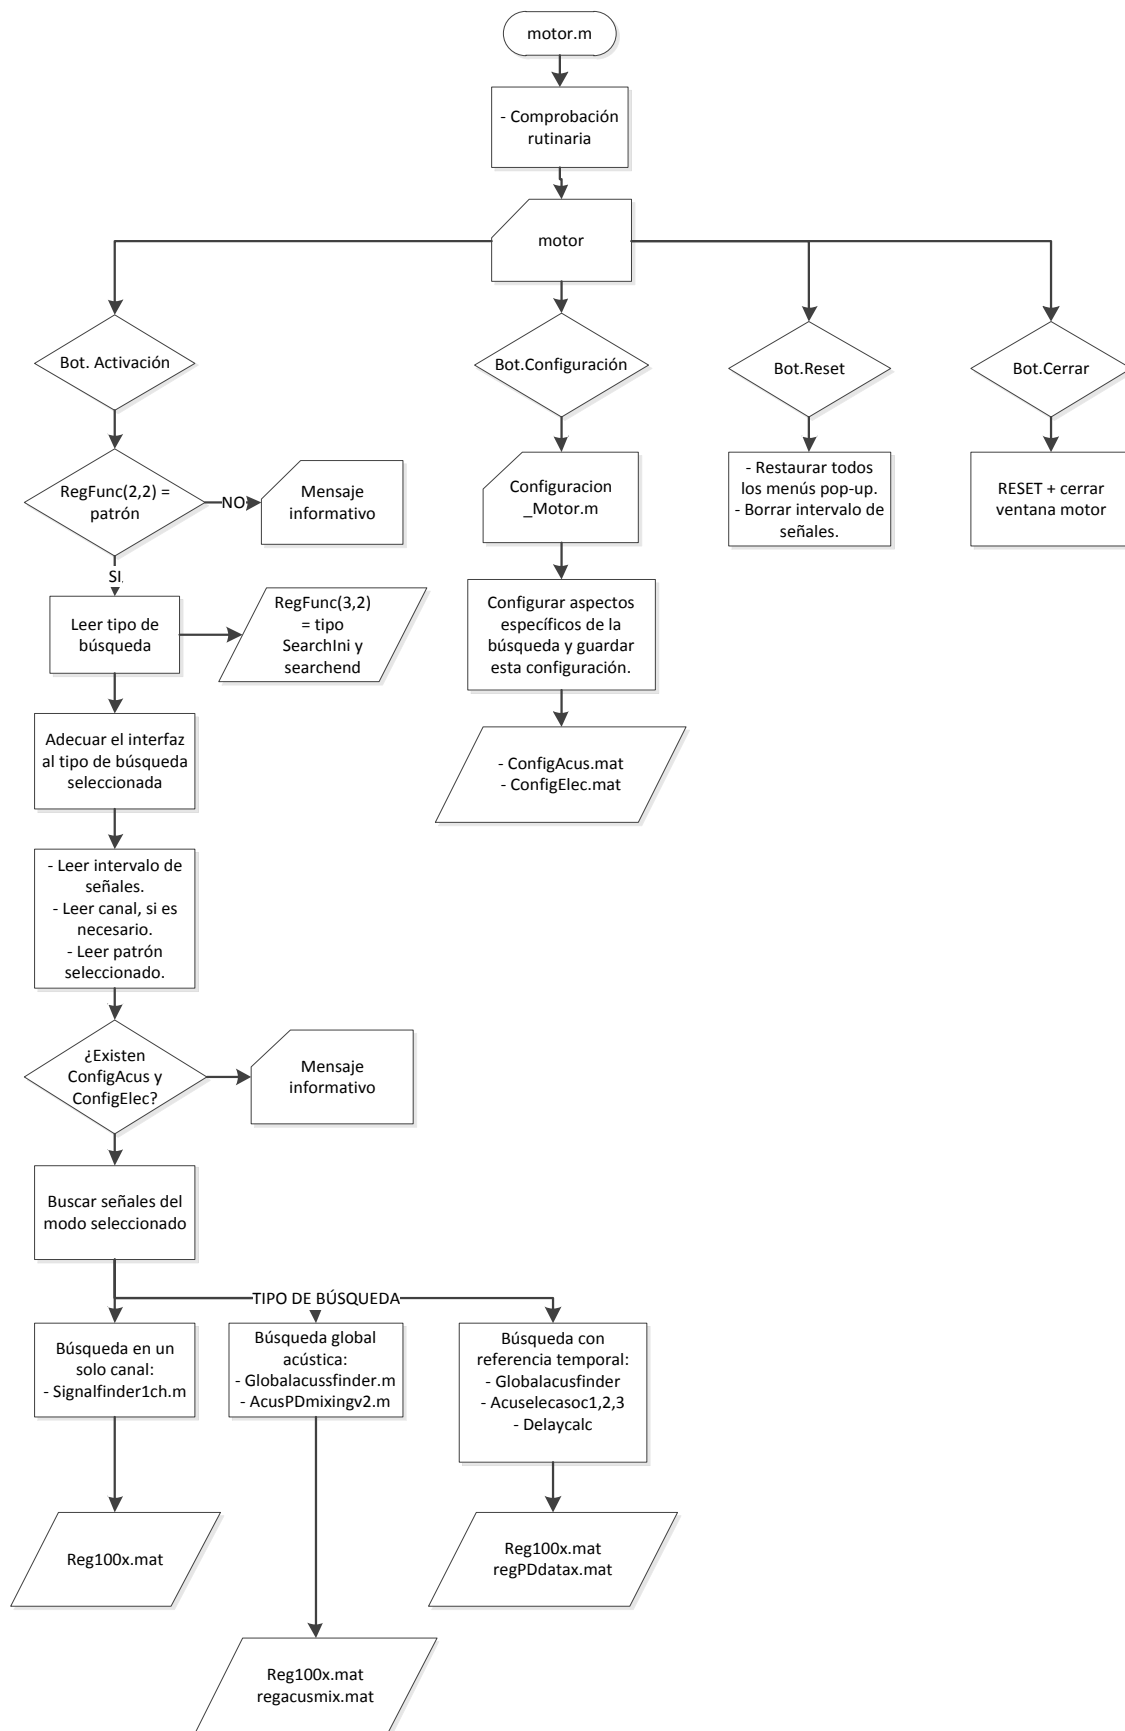 motor.m
- Comprobación
rutinaria
motor
Bot. Activación
Bot.Configuración
Bot.Reset
Bot.Cerrar
RegFunc(2,2) =
patrón
NO
Mensaje
informativo
Configuracion
_Motor.m
- Restaurar todos
los menús pop-up.
- Borrar intervalo de
señales.
RESET + cerrar
ventana motor
SI
Leer tipo de
búsqueda
RegFunc(3,2)
= tipo
SearchIni y
searchend
Configurar aspectos
específicos de la
búsqueda y guardar
esta configuración.
Adecuar el interfaz
al tipo de búsqueda
seleccionada
- ConfigAcus.mat
- ConfigElec.mat
- Leer intervalo de
señales.
- Leer canal, si es
necesario.
- Leer patrón
seleccionado.
¿Existen
ConfigAcus y
ConfigElec?
Mensaje
informativo
Buscar señales del
modo seleccionado
TIPO DE BÚSQUEDA
Búsqueda en un
solo canal:
- Signalfinder1ch.m
Búsqueda global
acústica:
- Globalacussfinder.m
- AcusPDmixingv2.m
Búsqueda con
referencia temporal:
- Globalacusfinder
- Acuselecasoc1,2,3
- Delaycalc
Reg100x.mat
Reg100x.mat
regPDdatax.mat
Reg100x.mat
regacusmix.mat